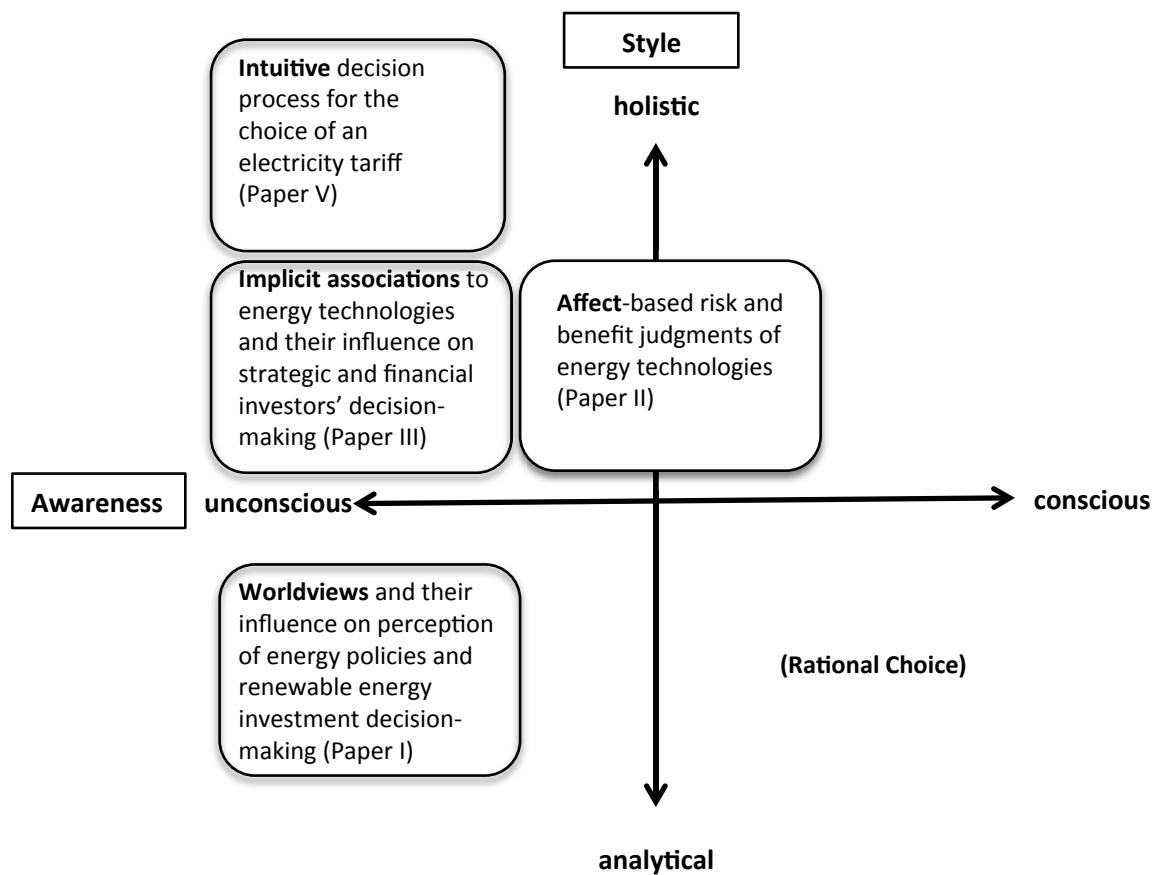 Style
holistic
Intuitive decision
process for the
choice of an
electricity tariff
(Paper V)
Implicit associations to
energy technologies
and their influence on
strategic and financial
investors’ decision-
making (Paper III)
Affect-based risk and
benefit judgments of
energy technologies
(Paper II)
Awareness
unconscious
conscious
Worldviews and their
influence on perception
of energy policies and
renewable energy
investment decision-
making (Paper I)
(Rational Choice)
analytical